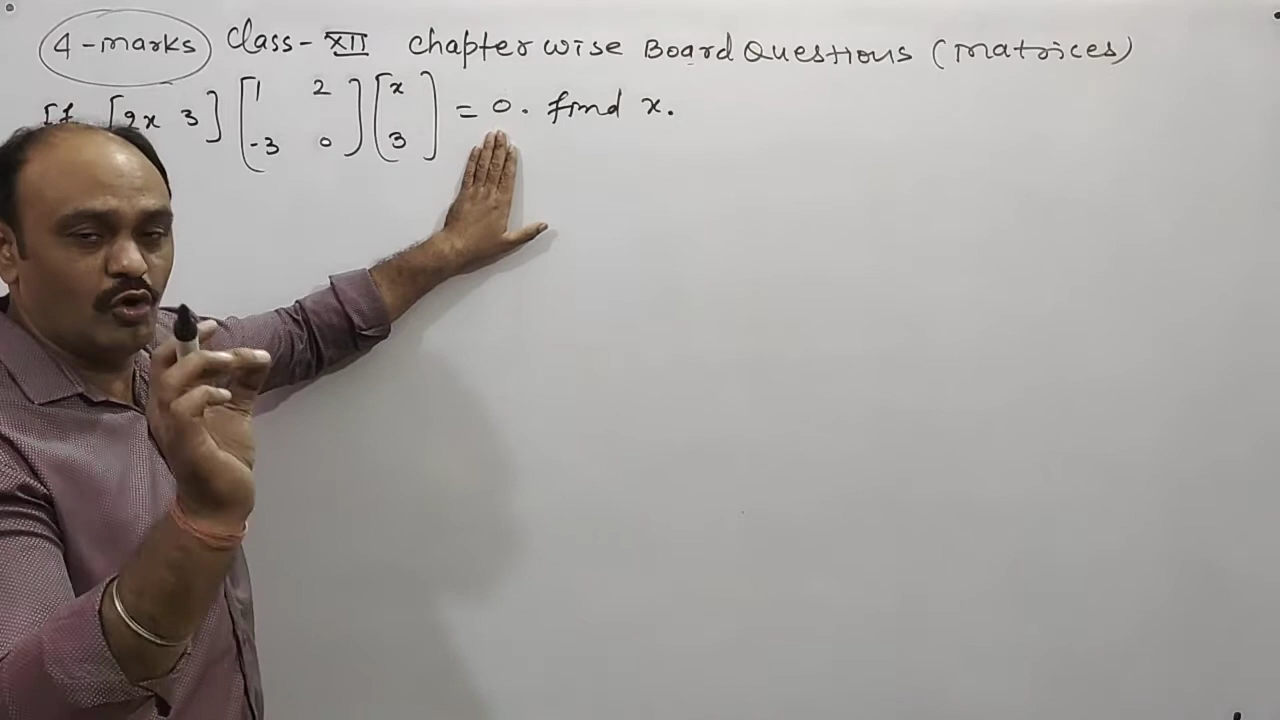 4-marks Class-XII Chapterwise Board Questions (Matrices)
If [2x 3] [1 2 -3 0] [x 3] = 0. find x.